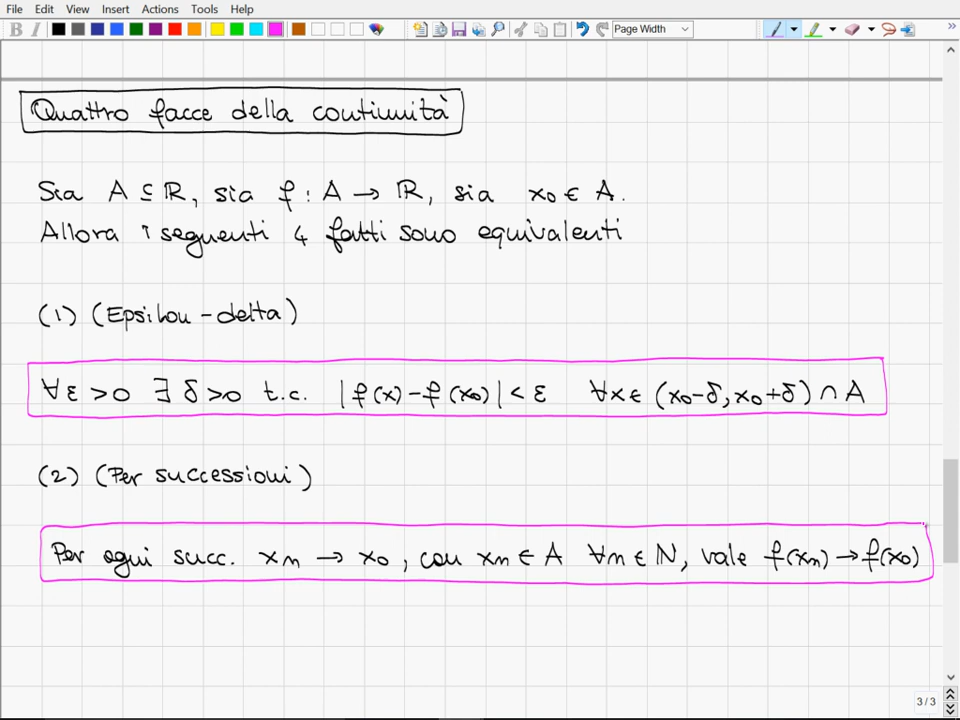 File Edit View Insert Actions Tools Help
B I Page Width
Quattro facce della continuità
Sia A ⊆ ℝ, sia f : A → ℝ, sia x₀ ∈ A.
Allora i seguenti 4 fatti sono equivalenti
(1) (Epsilon-delta)
∀ε >0 ∃ δ>0 t.c. |f(x)-f(x₀)| < ε ∀x∈ (x₀-δ, x₀+δ) ∩ A
(2) (Per successioni)
Per ogni succ. xₙ → x₀, con xₙ ∈ A ∀n ∈ ℕ, vale f(xₙ) → f(x₀)
3 / 3